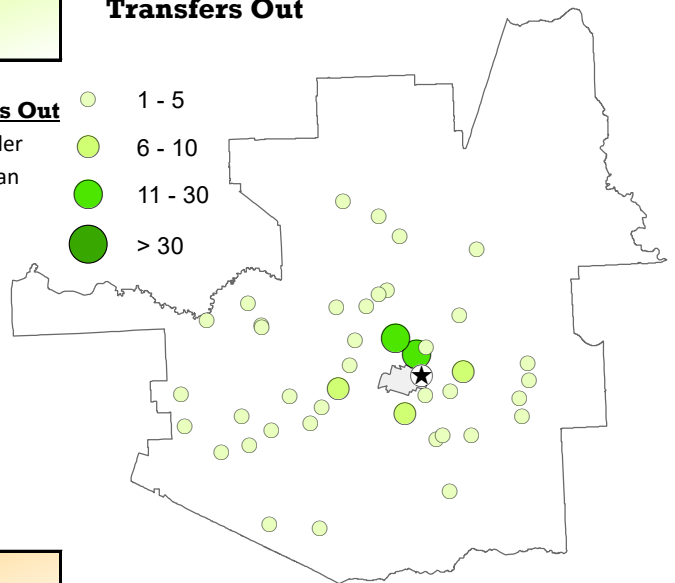 Transfers Out
s Out
ler
an
1 - 5
6 - 10
11 - 30
> 30